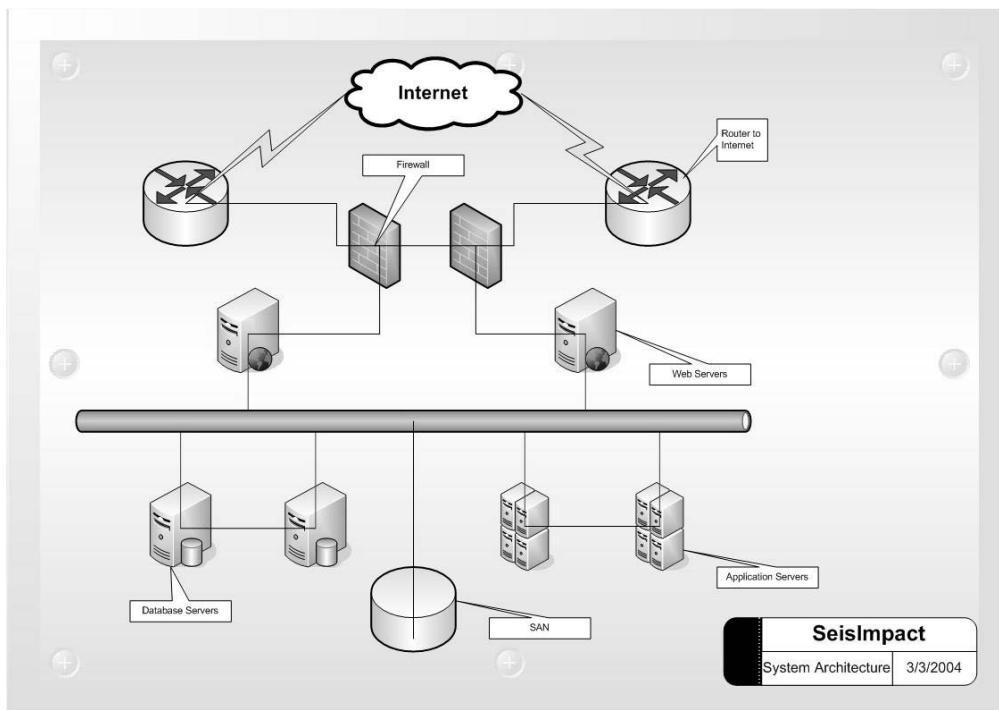 Internet
Router to
Internet
Firewall
Web Servers
Database Servers
Application Servers
SAN
SeisImpact
System Architecture 3/3/2004